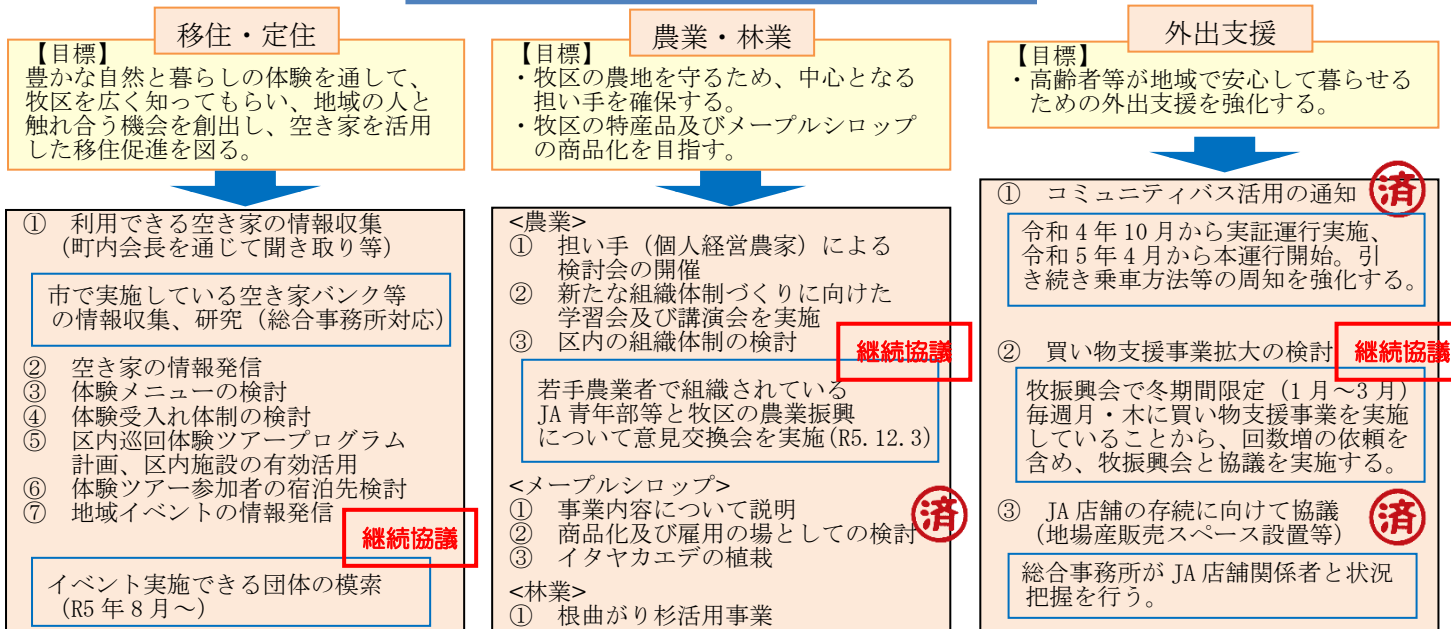 移住・定住
【目標】
豊かな自然と暮らしの体験を通して、
牧区を広く知ってもらい、地域の人と
触れ合う機会を創出し、空き家を活用
した移住促進を図る。
① 利用できる空き家の情報収集
(町内会長を通じて聞き取り等)
市で実施している空き家バンク等
の情報収集、研究（総合事務所対応）
② 空き家の情報発信
③ 体験メニューの検討
④ 体験受入れ体制の検討
⑤ 区内巡回体験ツアープログラム
計画、区内施設の有効活用
⑥ 体験ツアー参加者の宿泊先検討
⑦ 地域イベントの情報発信
継続協議
イベント実施できる団体の模索
(R5 年 8 月～)
農業・林業
【目標】
・牧区の農地を守るため、中心となる
担い手を確保する。
・牧区の特産品及びメープルシロップ
の商品化を目指す。
<農業>
① 担い手（個人経営農家）による
検討会の開催
② 新たな組織体制づくりに向けた
学習会及び講演会を実施
③ 区内の組織体制の検討
継続協議
若手農業者で組織されている
JA 青年部等と牧区の農業振興
について意見交換会を実施(R5.12.3)
<メープルシロップ>
① 事業内容について説明
② 商品化及び雇用の場としての検討
済
③ イタヤカエデの植栽
<林業>
① 根曲がり杉活用事業
外出支援
【目標】
・高齢者等が地域で安心して暮らせる
ための外出支援を強化する。
① コミュニティバス活用の通知
済
令和 4 年 10 月から実証運行実施、
令和 5 年 4 月から本運行開始。引
き続き乗車方法等の周知を強化する。
② 買い物支援事業拡大の検討
継続協議
牧振興会で冬期間限定（1 月～3 月）
毎週月・木に買い物支援事業を実施
していることから、回数増の依頼を
含め、牧振興会と協議を実施する。
③ JA 店舗の存続に向けて協議
(地場産販売スペース設置等)
済
総合事務所が JA 店舗関係者と状況
把握を行う。